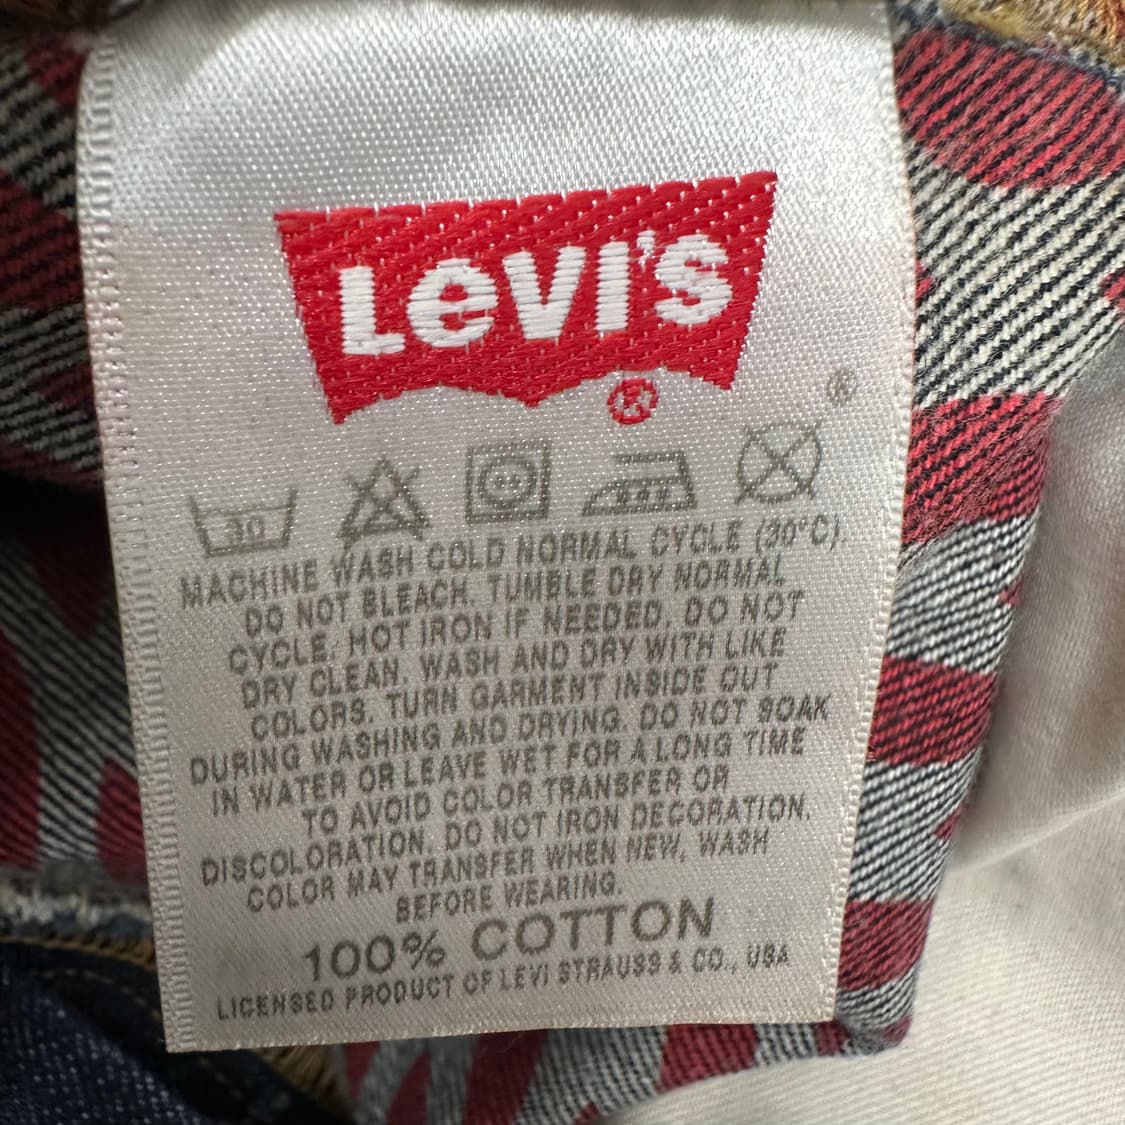 LEVI'S
®
®
30
MACHINE WASH COLD NORMAL CYCLE (30°C).
DO NOT BLEACH. TUMBLE DRY NORMAL
CYCLE. HOT IRON IF NEEDED. DO NOT
DRY CLEAN. WASH AND DRY WITH LIKE
COLORS. TURN GARMENT INSIDE OUT
DURING WASHING AND DRYING. DO NOT SOAK
IN WATER OR LEAVE WET FOR A LONG TIME
TO AVOID COLOR TRANSFER OR
DISCOLORATION. DO NOT IRON DECORATION.
COLOR MAY TRANSFER WHEN NEW, WASH
BEFORE WEARING.
100% COTTON
LICENSED PRODUCT OF LEVI STRAUSS & CO., USA